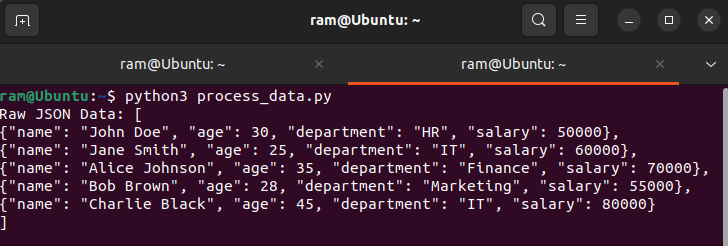 ram@Ubuntu: ~
ram@Ubuntu: ~
ram@Ubuntu: ~
ram@Ubuntu:~$ python3 process_data.py
Raw JSON Data: [
{"name": "John Doe", "age": 30, "department": "HR", "salary": 50000},
{"name": "Jane Smith", "age": 25, "department": "IT", "salary": 60000},
{"name": "Alice Johnson", "age": 35, "department": "Finance", "salary": 70000},
{"name": "Bob Brown", "age": 28, "department": "Marketing", "salary": 55000},
{"name": "Charlie Black", "age": 45, "department": "IT", "salary": 80000}
]